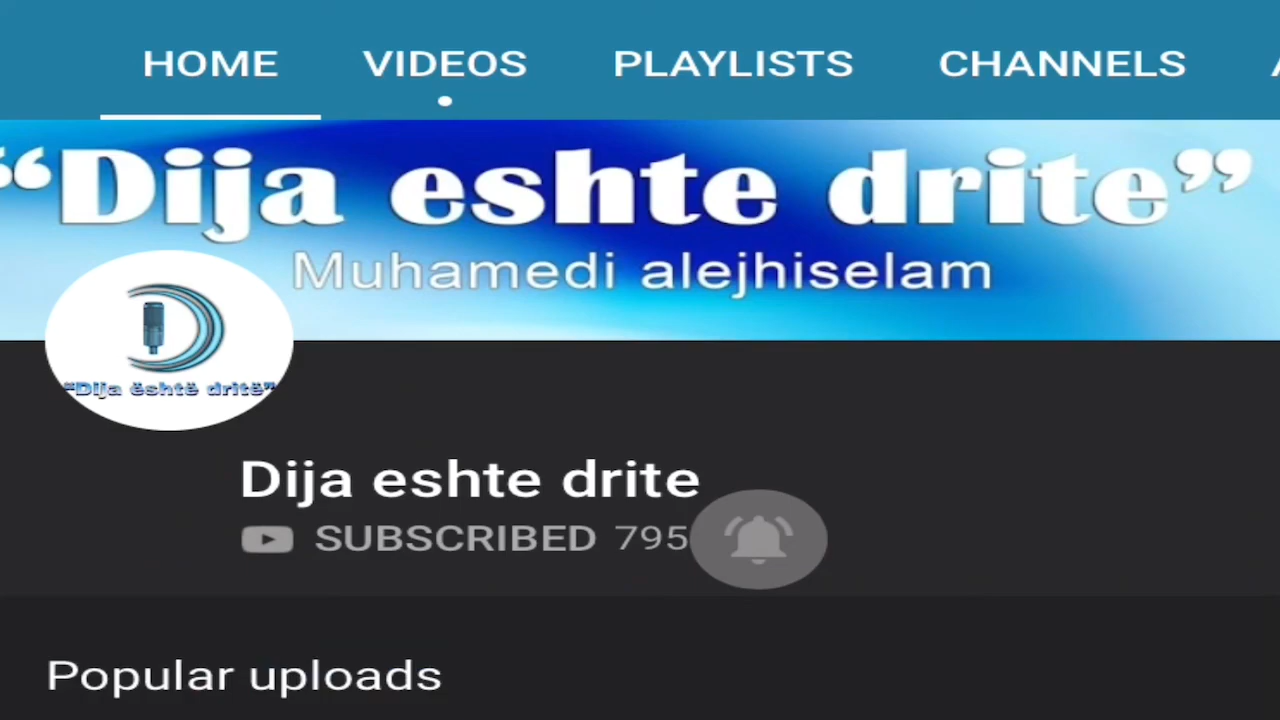 HOME VIDEOS PLAYLISTS CHANNELS
“Dija eshte drite”
Muhamedi alejhiselam
“Dija është dritë”
Dija eshte drite
SUBSCRIBED 795
Popular uploads